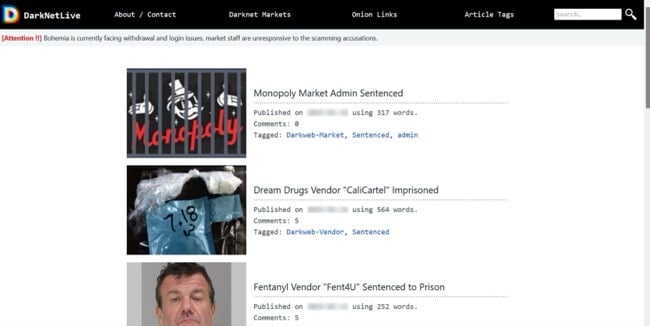 DarkNetLive About / Contact Darknet Markets Onion Links Article Tags Search...
[Attention !!] Bohemia is currently facing withdrawal and login issues, market staff are unresponsive to the scamming accusations.
Monopoly
Monopoly Market Admin Sentenced
Published on using 317 words.
Comments: 0
Tagged: Darkweb-Market, Sentenced, admin
7.18
Dream Drugs Vendor "CaliCartel" Imprisoned
Published on using 564 words.
Comments: 5
Tagged: Darkweb-Vendor, Sentenced
Fentanyl Vendor "Fent4U" Sentenced to Prison
Published on using 252 words.
Comments: 5